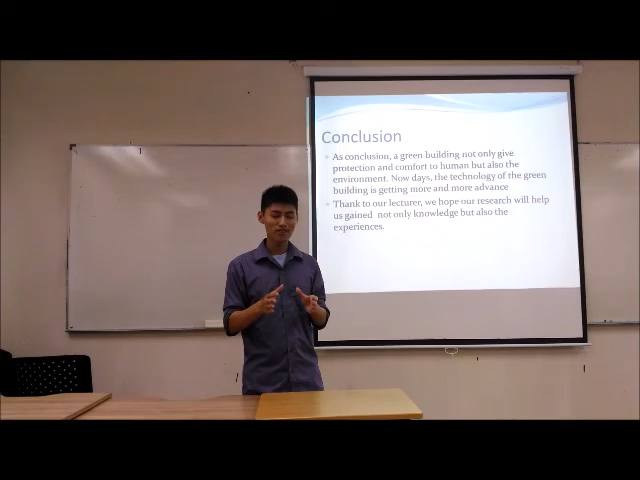 Conclusion
As conclusion, a green building not only give
protection and comfort to human but also the
environment. Now days, the technology of the green
building is getting more and more advance
Thank to our lecturer, we hope our research will help
us gained not only knowledge but also the
experiences.